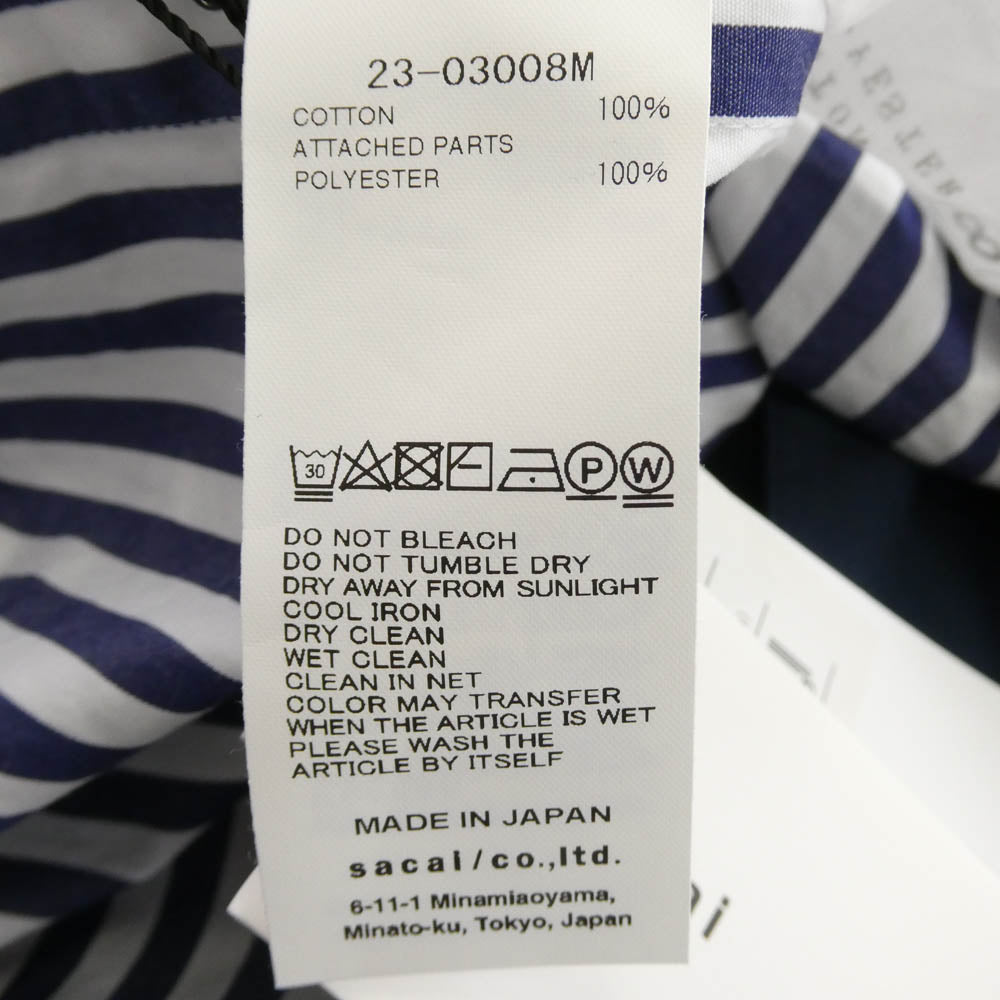 23-03008M
COTTON 100%
ATTACHED PARTS
POLYESTER 100%
30 P W
DO NOT BLEACH
DO NOT TUMBLE DRY
DRY AWAY FROM SUNLIGHT
COOL IRON
DRY CLEAN
WET CLEAN
CLEAN IN NET
COLOR MAY TRANSFER
WHEN THE ARTICLE IS WET
PLEASE WASH THE
ARTICLE BY ITSELF
MADE IN JAPAN
sacai/co.,ltd.
6-11-1 Minamiaoyama,
Minato-ku, Tokyo, Japan